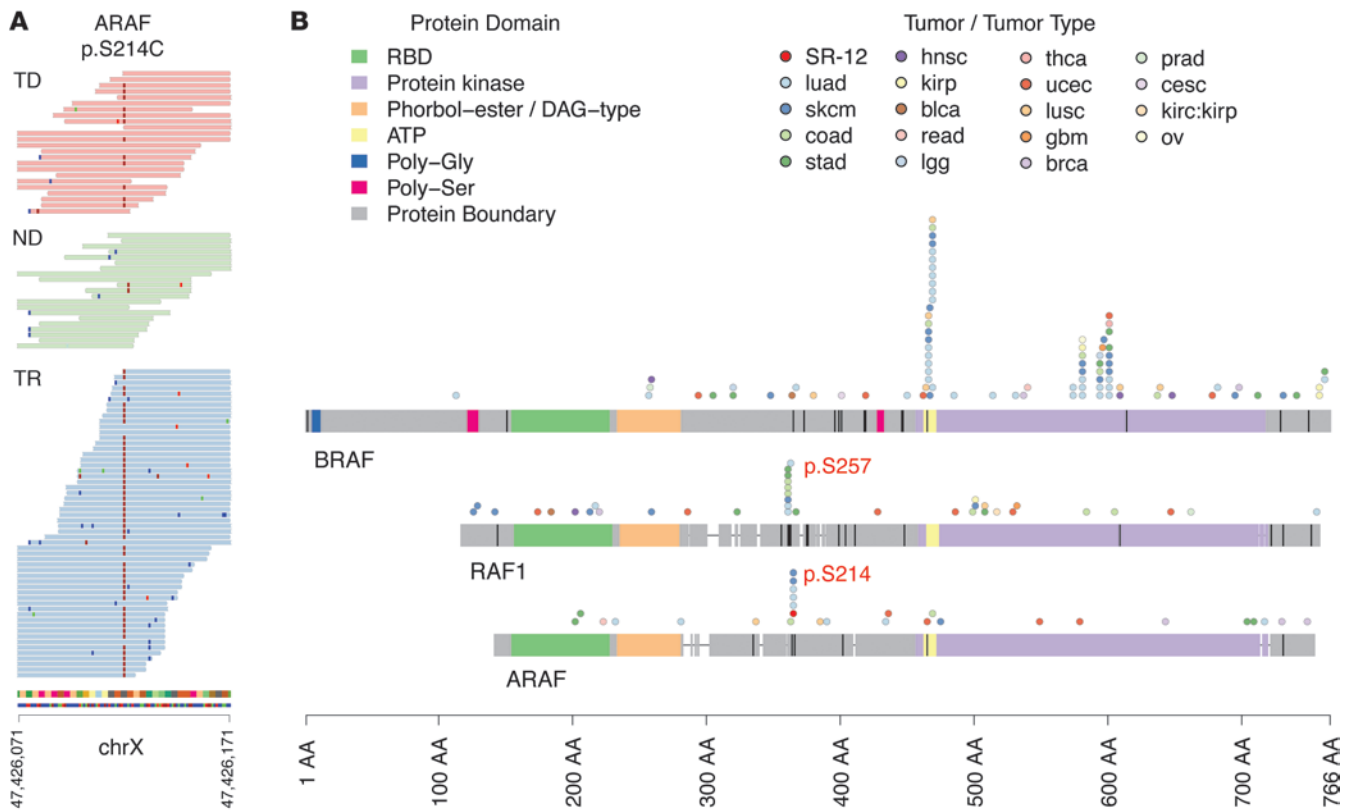 A
ARAF
p.S214C
TD
ND
TR
chrX
47,426,071
47,426,171
B
Protein Domain
RBD
Protein kinase
Phorbol-ester / DAG-type
ATP
Poly-Gly
Poly-Ser
Protein Boundary
Tumor / Tumor Type
SR-12
luad
skcm
coad
stad
hnsc
kirp
blca
read
lgg
thca
ucec
lusc
gbm
brca
prad
cesc
kirc:kirp
ov
BRAF
p.S257
RAF1
p.S214
ARAF
1 AA
100 AA
200 AA
300 AA
400 AA
500 AA
600 AA
700 AA
766 AA